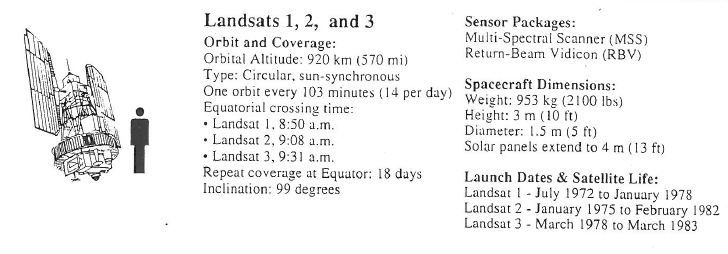 Landsats 1, 2, and 3
Orbit and Coverage:
Orbital Altitude: 920 km (570 mi)
Type: Circular, sun-synchronous
One orbit every 103 minutes (14 per day)
Equatorial crossing time:
• Landsat 1, 8:50 a.m.
• Landsat 2, 9:08 a.m.
• Landsat 3, 9:31 a.m.
Repeat coverage at Equator: 18 days
Inclination: 99 degrees
Sensor Packages:
Multi-Spectral Scanner (MSS)
Return-Beam Vidicon (RBV)
Spacecraft Dimensions:
Weight: 953 kg (2100 lbs)
Height: 3 m (10 ft)
Diameter: 1.5 m (5 ft)
Solar panels extend to 4 m (13 ft)
Launch Dates & Satellite Life:
Landsat 1 - July 1972 to January 1978
Landsat 2 - January 1975 to February 1982
Landsat 3 - March 1978 to March 1983